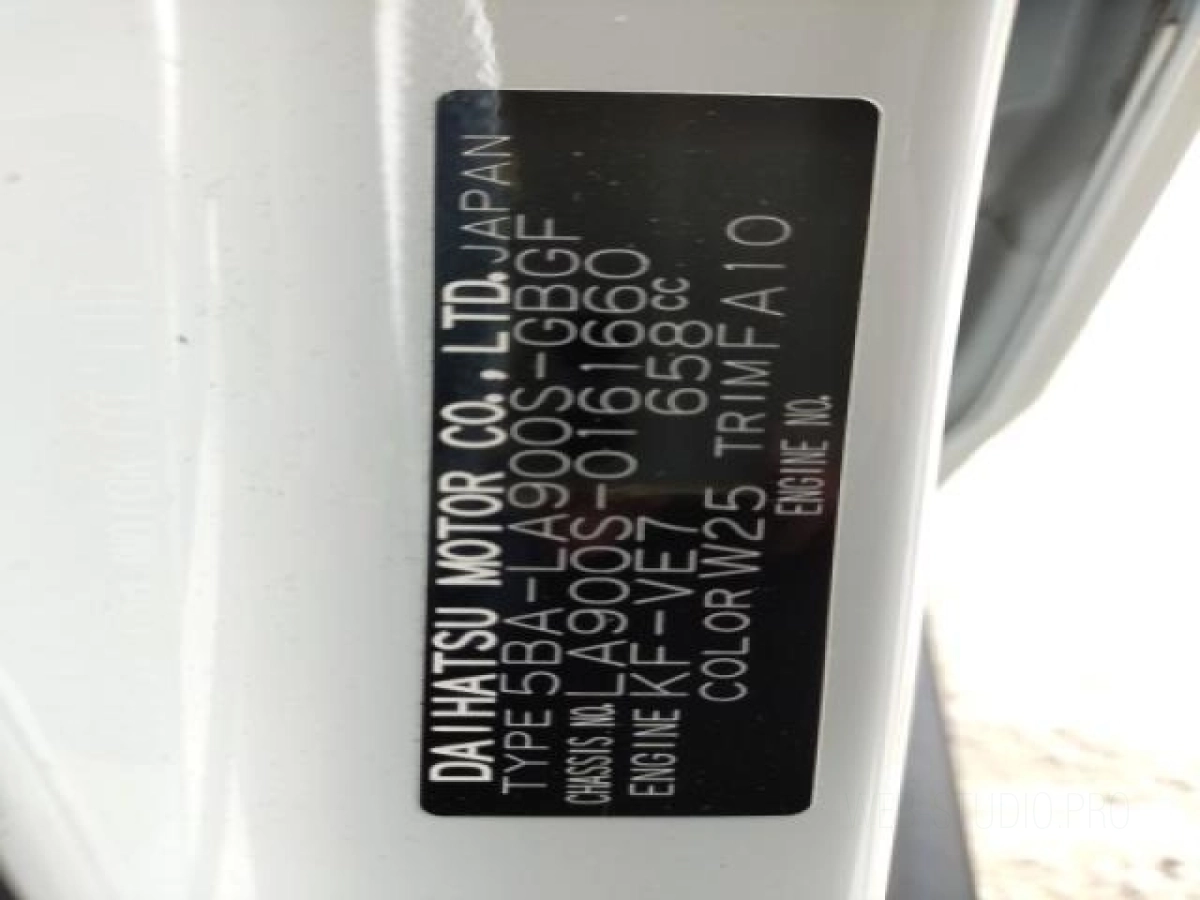 DAIHATSU MOTOR CO., LTD. JAPAN
TYPE 5BA-LA900S-GBGF
CHASSIS.NO. LA900S-0161660
ENGINE KF-VE7 658cc
COLOR W25 TRIM FA10
ENGINE NO.